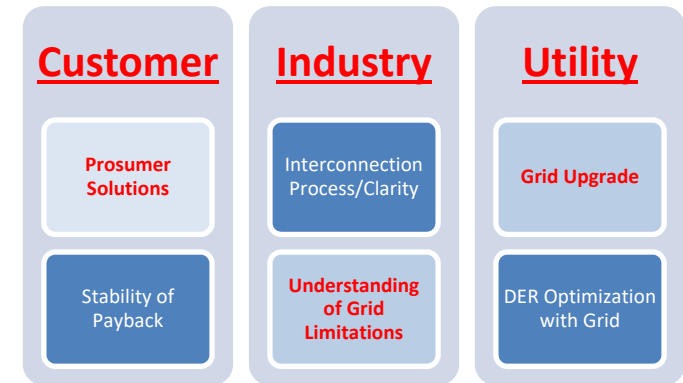 Customer
Prosumer
Solutions
Stability of
Payback
Industry
Interconnection
Process/Clarity
Understanding
of Grid
Limitations
Utility
Grid Upgrade
DER Optimization
with Grid